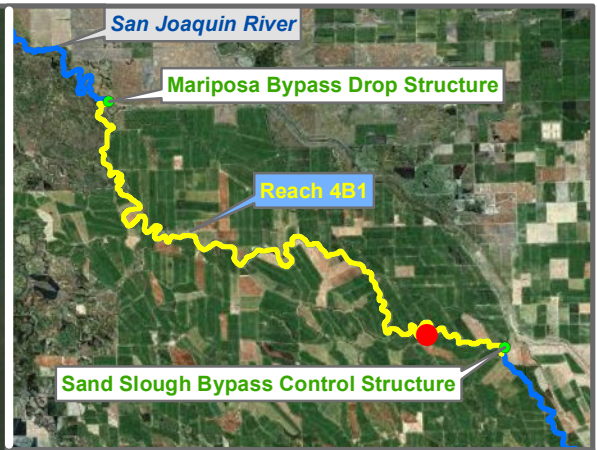 San Joaquin River
Mariposa Bypass Drop Structure
Reach 4B1
Sand Slough Bypass Control Structure